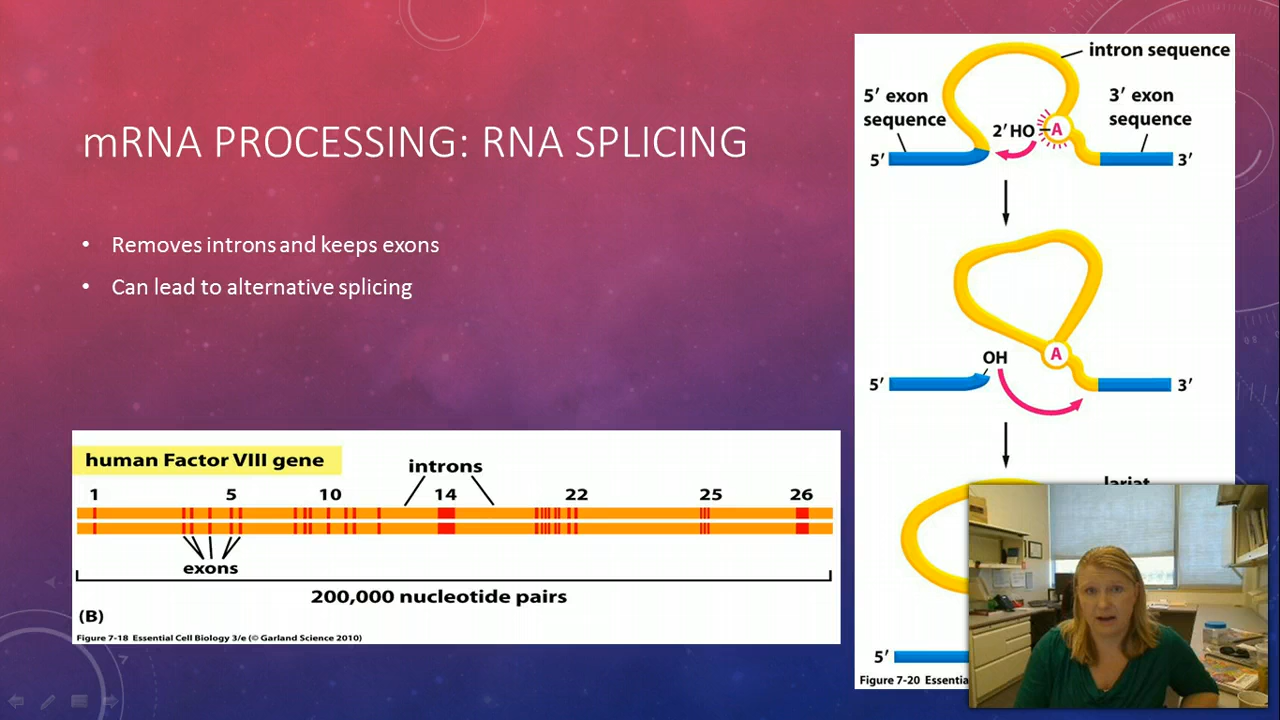 mRNA PROCESSING: RNA SPLICING
• Removes introns and keeps exons
• Can lead to alternative splicing
human Factor VIII gene
introns
1 5 10 14 22 25 26
exons
200,000 nucleotide pairs
(B)
Figure 7-18 Essential Cell Biology 3/e (© Garland Science 2010)
intron sequence
5′ exon
sequence
3′ exon
sequence
2′ HO A
5′ 3′
A
OH
5′ 3′
lariat
5′
Figure 7-20